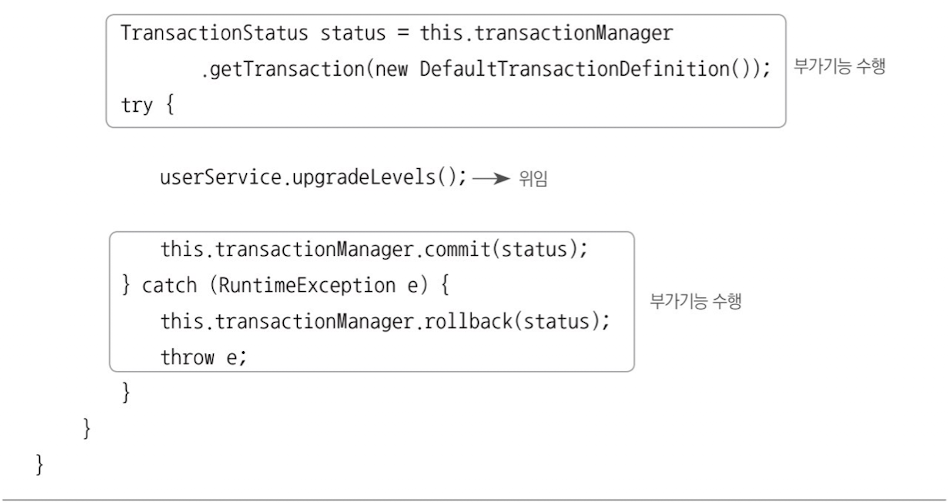 TransactionStatus status = this.transactionManager
.getTransaction(new DefaultTransactionDefinition()); 부가기능 수행
try {
userService.upgradeLevels(); 위임
this.transactionManager.commit(status);
} catch (RuntimeException e) {
부가기능 수행
this.transactionManager.rollback(status);
throw e;
}
}
}